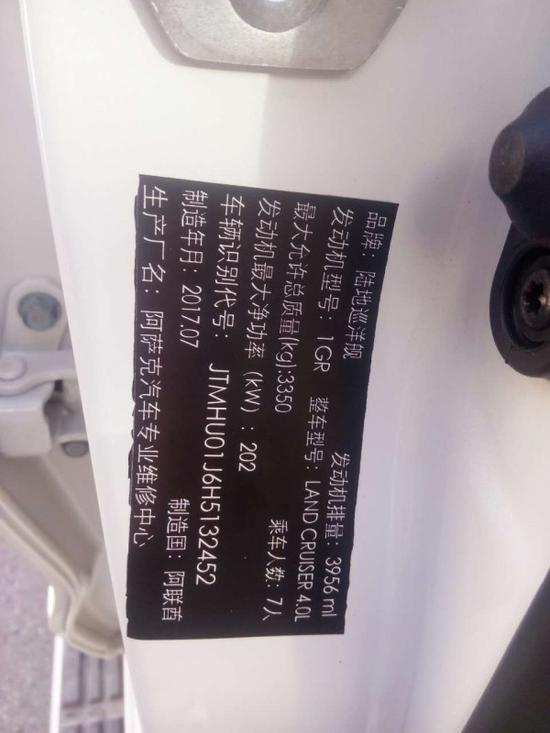 品牌：陆地巡洋舰 发动机排量：3956 ml
发动机型号：1GR 整车型号：LAND CRUISER 4.0L
最大允许总质量(kg):3350 乘车人数：7人
发动机最大净功率（kW）：202
车辆识别代号：JTMHU01J6H5132452
制造年月：2017.07 制造国：阿联酋
生产厂名：阿萨克汽车专业维修中心